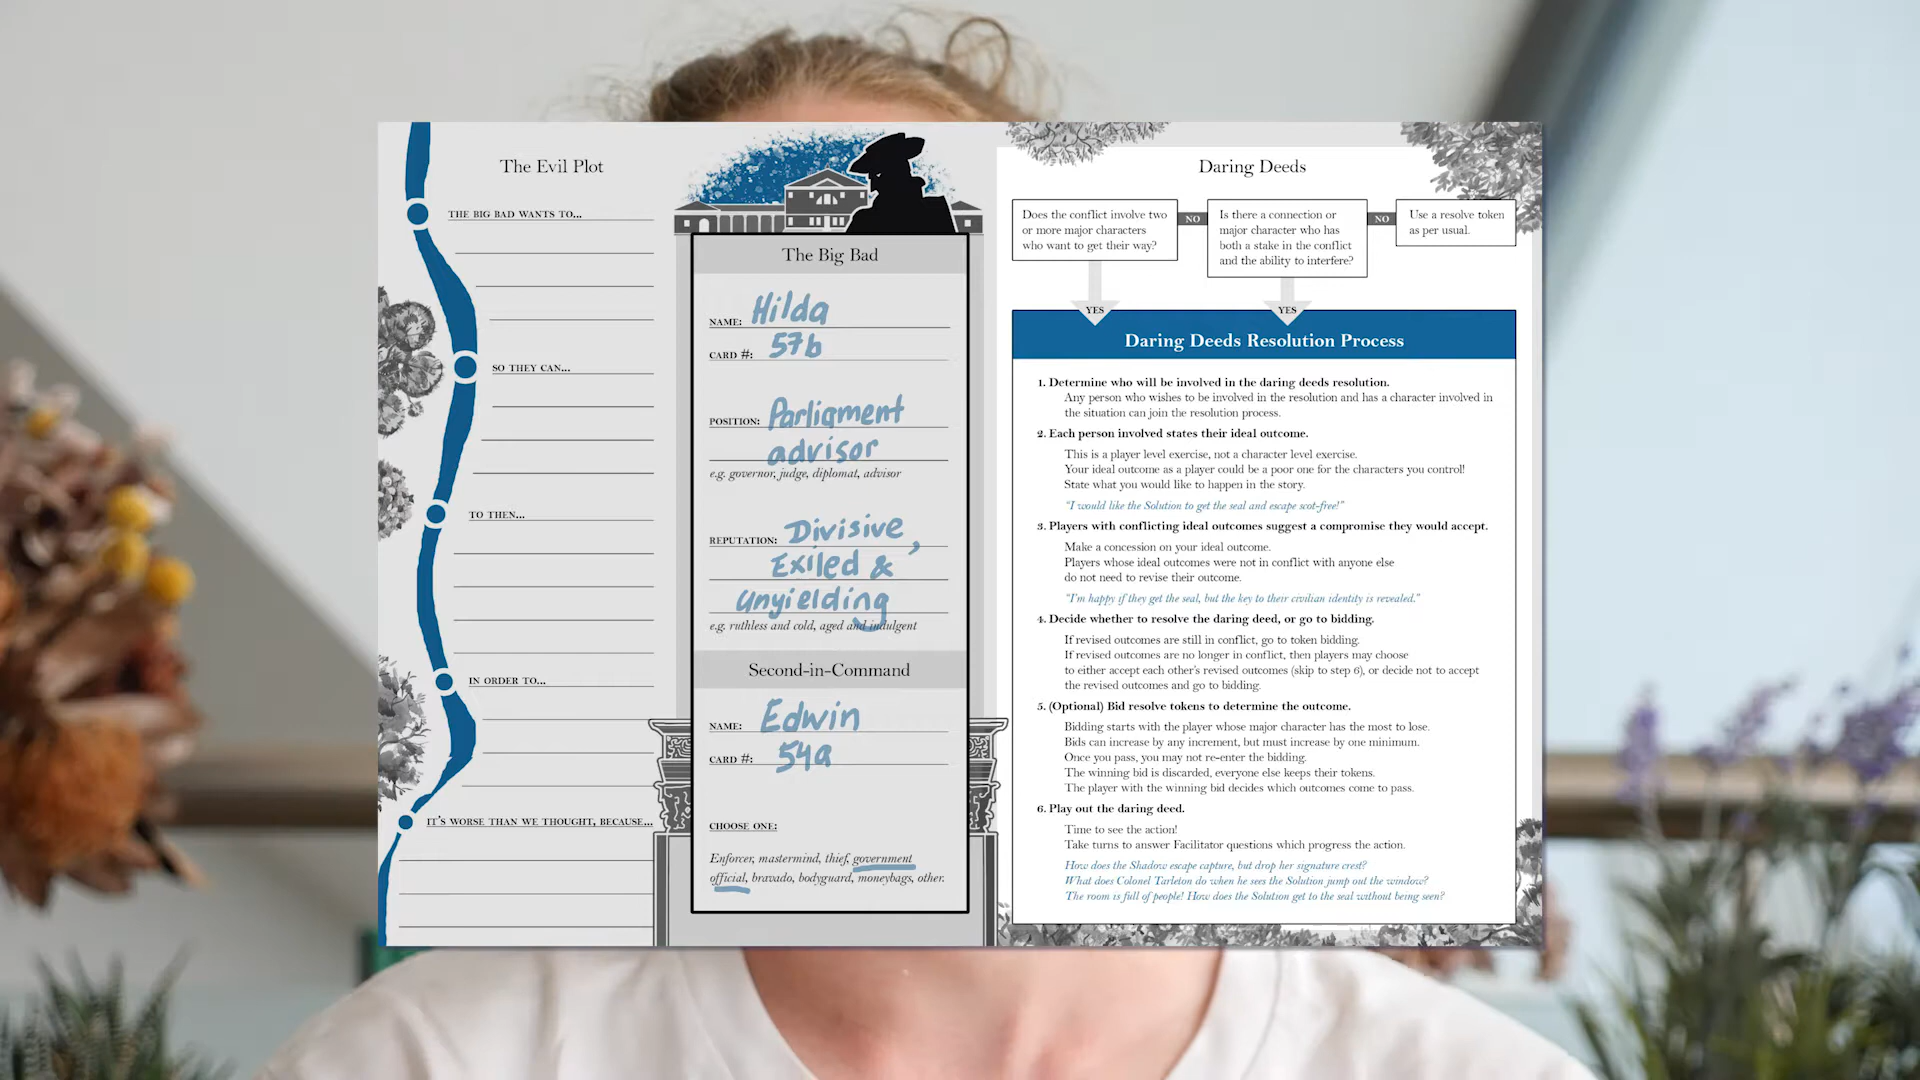 The Evil Plot
THE BIG BAD WANTS TO...
SO THEY CAN...
TO THEN...
IN ORDER TO...
IT'S WORSE THAN WE THOUGHT, BECAUSE...
The Big Bad
NAME: Hilda
CARD #: 57b
POSITION: Parliament
advisor
e.g. governor, judge, diplomat, advisor
REPUTATION: Divisive,
Exiled &
unyielding
e.g. ruthless and cold, aged and indulgent
Second-in-Command
NAME: Edwin
CARD #: 54a
CHOOSE ONE:
Enforcer, mastermind, thief, government
official, bravado, bodyguard, moneybags, other.
Daring Deeds
Does the conflict involve two
or more major characters
who want to get their way?
NO
Is there a connection or
major character who has
both a stake in the conflict
and the ability to interfere?
NO
Use a resolve token
as per usual.
YES
YES
Daring Deeds Resolution Process
1. Determine who will be involved in the daring deeds resolution.
Any person who wishes to be involved in the resolution and has a character involved in
the situation can join the resolution process.
2. Each person involved states their ideal outcome.
This is a player level exercise, not a character level exercise.
Your ideal outcome as a player could be a poor one for the characters you control!
State what you would like to happen in the story.
"I would like the Solution to get the seal and escape scot-free!"
3. Players with conflicting ideal outcomes suggest a compromise they would accept.
Make a concession on your ideal outcome.
Players whose ideal outcomes were not in conflict with anyone else
do not need to revise their outcome.
"I'm happy if they get the seal, but the key to their civilian identity is revealed."
4. Decide whether to resolve the daring deed, or go to bidding.
If revised outcomes are still in conflict, go to token bidding.
If revised outcomes are no longer in conflict, then players may choose
to either accept each other's revised outcomes (skip to step 6), or decide not to accept
the revised outcomes and go to bidding.
5. (Optional) Bid resolve tokens to determine the outcome.
Bidding starts with the player whose major character has the most to lose.
Bids can increase by any increment, but must increase by one minimum.
Once you pass, you may not re-enter the bidding.
The winning bid is discarded, everyone else keeps their tokens.
The player with the winning bid decides which outcomes come to pass.
6. Play out the daring deed.
Time to see the action!
Take turns to answer Facilitator questions which progress the action.
How does the Shadow escape capture, but drop her signature crest?
What does Colonel Tarleton do when he sees the Solution jump out the window?
The room is full of people! How does the Solution get to the seal without being seen?